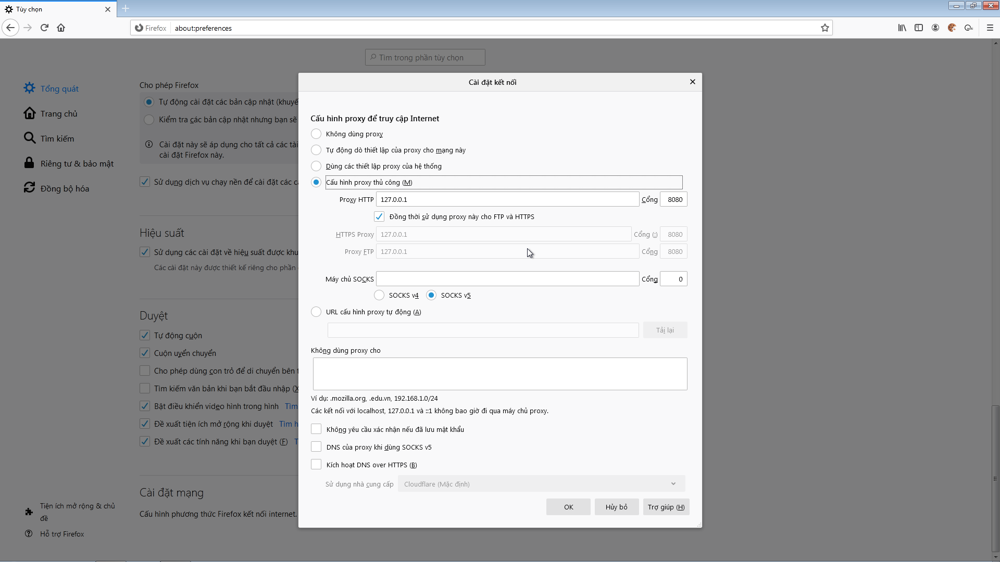 Tùy chọn
Firefox
about:preferences
Tìm trong phần tùy chọn
Tổng quát
Trang chủ
Tìm kiếm
Riêng tư & bảo mật
Đồng bộ hóa
Tiện ích mở rộng & chủ
đề
Hỗ trợ Firefox
Cho phép Firefox
Tự động cài đặt các bản cập nhật (khuyế
Kiểm tra các bản cập nhật nhưng bạn sẽ
Cài đặt này sẽ áp dụng cho tất cả các tài
cài đặt Firefox này.
Sử dụng dịch vụ chạy nền để cài đặt các c
Hiệu suất
Sử dụng các cài đặt về hiệu suất được khu
Các cài đặt này được thiết kế riêng cho phần
Duyệt
Tự động cuộn
Cuộn uyển chuyển
Cho phép dùng con trỏ để di chuyển bên t
Tìm kiếm văn bản khi bạn bắt đầu nhập (X
Bật điều khiển video hình trong hình Tìm
Đề xuất tiện ích mở rộng khi duyệt Tìm h
Đề xuất các tính năng khi bạn duyệt (F) T
Cài đặt mạng
Cấu hình phương thức Firefox kết nối internet.
Cài đặt kết nối
Cấu hình proxy để truy cập Internet
Không dùng proxy
Tự động dò thiết lập của proxy cho mạng này
Dùng các thiết lập proxy của hệ thống
Cấu hình proxy thủ công (M)
Proxy HTTP 127.0.0.1 Cổng 8080
Đồng thời sử dụng proxy này cho FTP và HTTPS
HTTPS Proxy 127.0.0.1 Cổng (:) 8080
Proxy FTP 127.0.0.1 Cổng 8080
Máy chủ SOCKS Cổng 0
SOCKS v4 SOCKS v5
URL cấu hình proxy tự động (A)
Tải lại
Không dùng proxy cho
Ví dụ: .mozilla.org, .edu.vn, 192.168.1.0/24
Các kết nối với localhost, 127.0.0.1 và ::1 không bao giờ đi qua máy chủ proxy.
Không yêu cầu xác nhận nếu đã lưu mật khẩu
DNS của proxy khi dùng SOCKS v5
Kích hoạt DNS over HTTPS (B)
Sử dụng nhà cung cấp Cloudflare (Mặc định)
OK Hủy bỏ Trợ giúp (H)